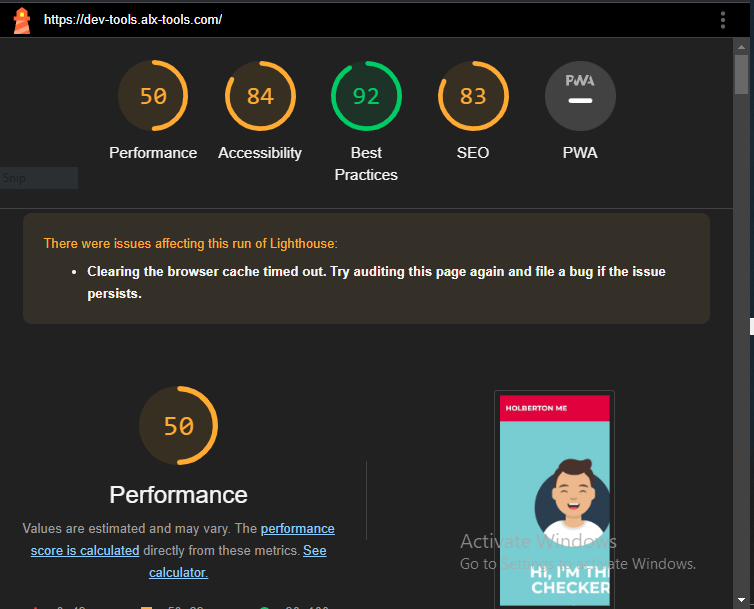 https://dev-tools.alx-tools.com/
50
84
92
83
PWA
Performance
Accessibility
Best
Practices
SEO
PWA
Snip
There were issues affecting this run of Lighthouse:
Clearing the browser cache timed out. Try auditing this page again and file a bug if the issue
persists.
50
Performance
Values are estimated and may vary. The performance
score is calculated directly from these metrics. See
calculator.
HOLBERTON ME
HI, I'M THE
CHECKER
Activate Windows
Go to Settings to activate Windows.